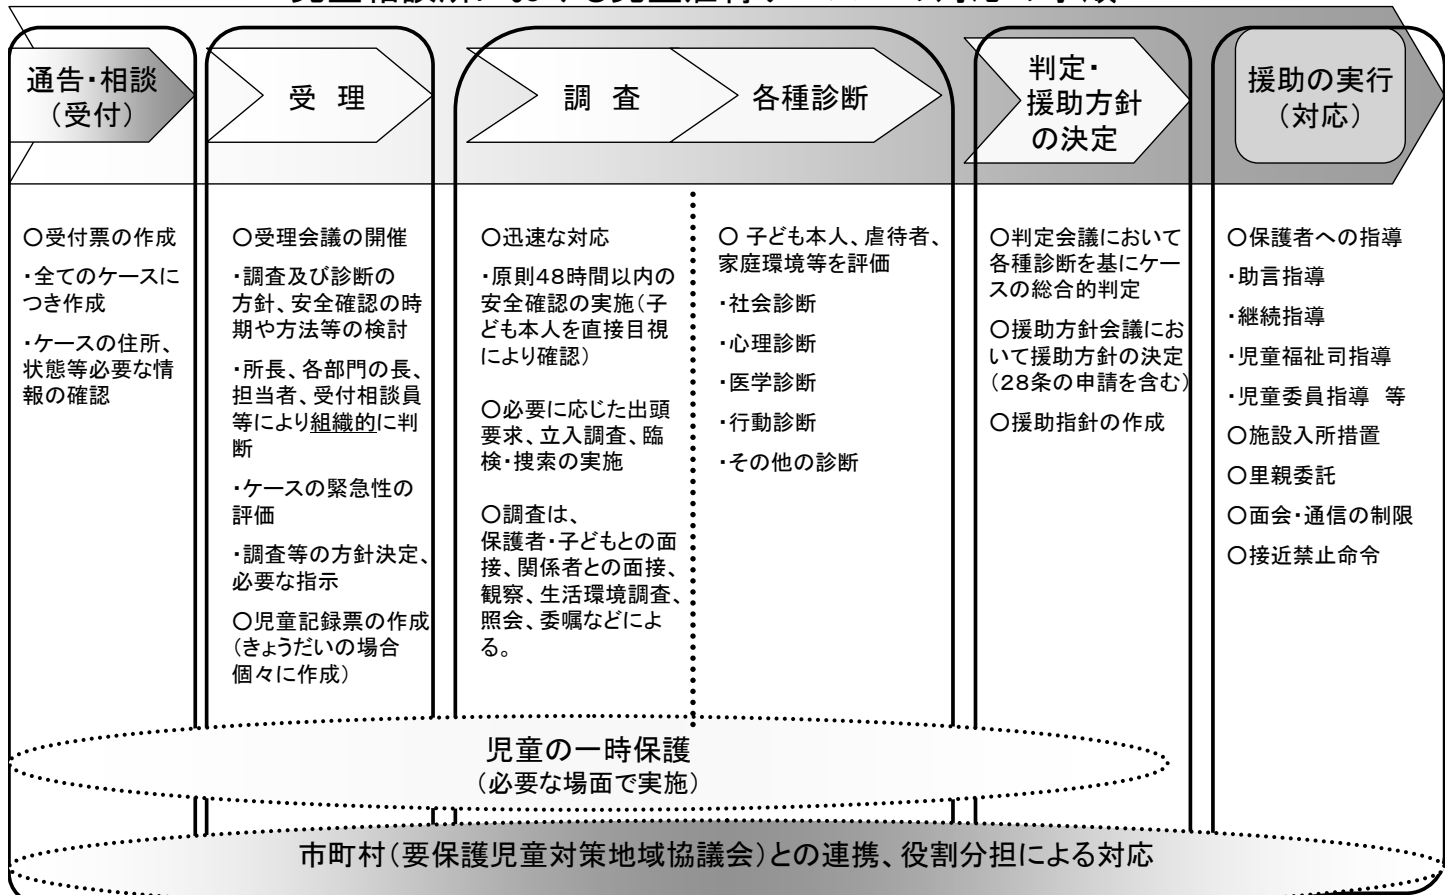 通告・相談
（受付）
受 理
調 査
各種診断
判定・
援助方針
の決定
援助の実行
（対応）
○受付票の作成
・全てのケースに
つき作成
・ケースの住所、
状態等必要な情
報の確認
○受理会議の開催
・調査及び診断の
方針、安全確認の時
期や方法等の検討
・所長、各部門の長、
担当者、受付相談員
等により組織的に判
断
・ケースの緊急性の
評価
・調査等の方針決定、
必要な指示
○児童記録票の作成
（きょうだいの場合
個々に作成）
○迅速な対応
・原則４８時間以内の
安全確認の実施（子
ども本人を直接目視
により確認）
○必要に応じた出頭
要求、立入調査、臨
検・捜索の実施
○調査は、
保護者・子どもとの面
接、関係者との面接、
観察、生活環境調査、
照会、委嘱などによ
る。
○ 子ども本人、虐待者、
家庭環境等を評価
・社会診断
・心理診断
・医学診断
・行動診断
・その他の診断
○判定会議において
各種診断を基にケー
スの総合的判定
○援助方針会議にお
いて援助方針の決定
（２８条の申請を含む）
○援助指針の作成
○保護者への指導
・助言指導
・継続指導
・児童福祉司指導
・児童委員指導　等
○施設入所措置
○里親委託
○面会・通信の制限
○接近禁止命令
児童の一時保護
（必要な場面で実施）
市町村（要保護児童対策地域協議会）との連携、役割分担による対応